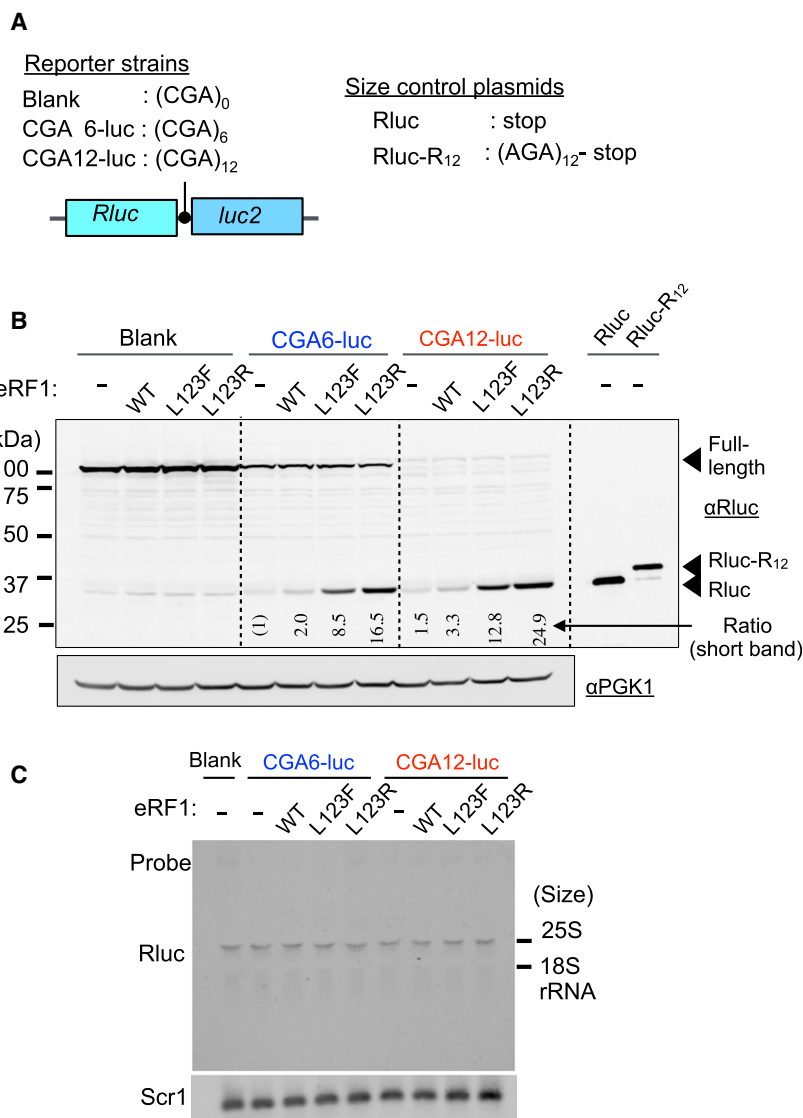 A
Reporter strains
Blank : (CGA)0
CGA 6-luc : (CGA)6
CGA12-luc : (CGA)12
Rluc luc2
Size control plasmids
Rluc : stop
Rluc-R12 : (AGA)12- stop
B
Blank CGA6-luc CGA12-luc Rluc Rluc-R12
eRF1: - WT L123F L123R - WT L123F L123R - WT L123F L123R - -
kDa)
00
75
50
37
25
Full-
length
αRluc
Rluc-R12
Rluc
(1) 2.0 8.5 16.5 1.5 3.3 12.8 24.9
Ratio
(short band)
αPGK1
C
Blank CGA6-luc CGA12-luc
eRF1: - - WT L123F L123R - WT L123F L123R
Probe
Rluc
(Size)
25S
18S
rRNA
Scr1